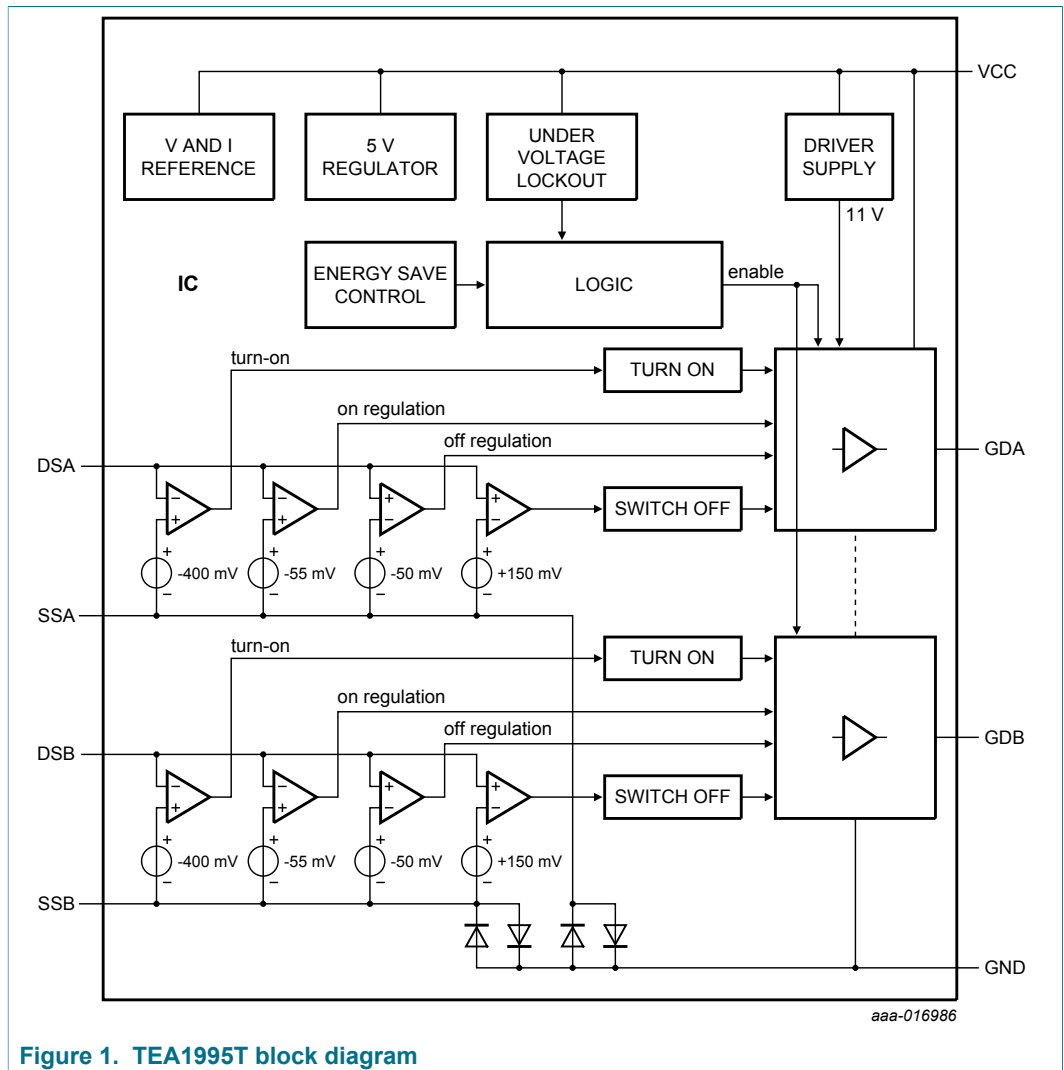 VCC
V AND I
REFERENCE
5 V
REGULATOR
UNDER
VOLTAGE
LOCKOUT
DRIVER
SUPPLY
11 V
IC
ENERGY SAVE
CONTROL
LOGIC
enable
turn-on
TURN ON
on regulation
off regulation
DSA
GDA
− − + +
+ + − −
SWITCH OFF
+ + + +
-400 mV -55 mV -50 mV +150 mV
− − − −
SSA
turn-on
TURN ON
on regulation
off regulation
DSB
GDB
− − + +
+ + − −
SWITCH OFF
+ + + +
-400 mV -55 mV -50 mV +150 mV
− − − −
SSB
GND
aaa-016986
Figure 1. TEA1995T block diagram